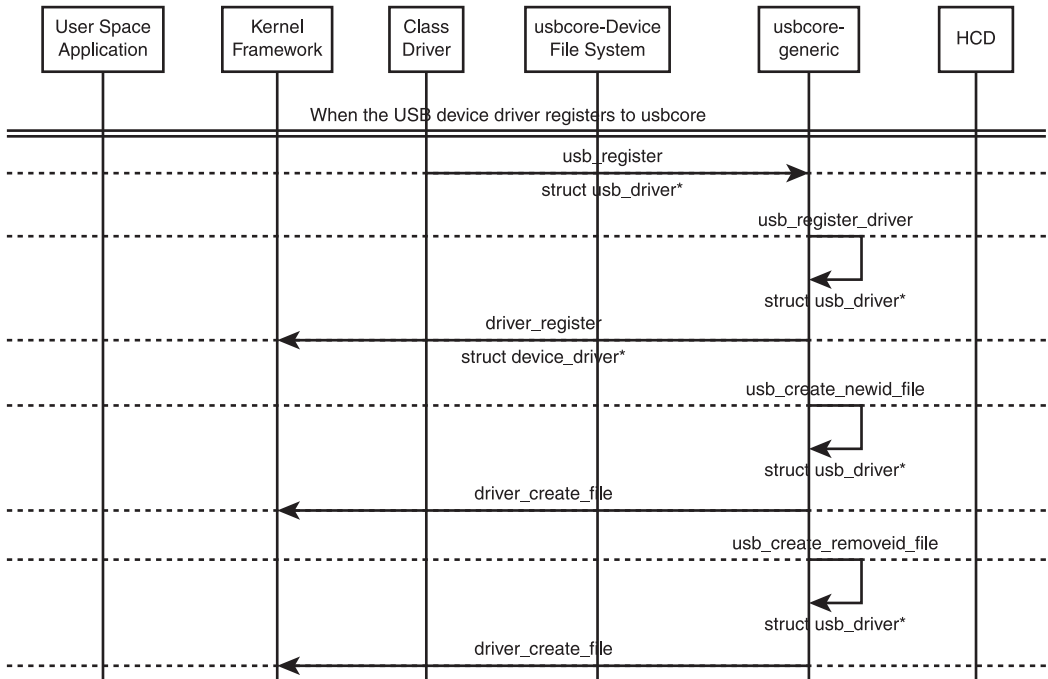 User Space
Application
Kernel
Framework
Class
Driver
usbcore-Device
File System
usbcore-
generic
HCD
When the USB device driver registers to usbcore
usb_register
struct usb_driver*
usb_register_driver
struct usb_driver*
driver_register
struct device_driver*
usb_create_newid_file
struct usb_driver*
driver_create_file
usb_create_removeid_file
struct usb_driver*
driver_create_file